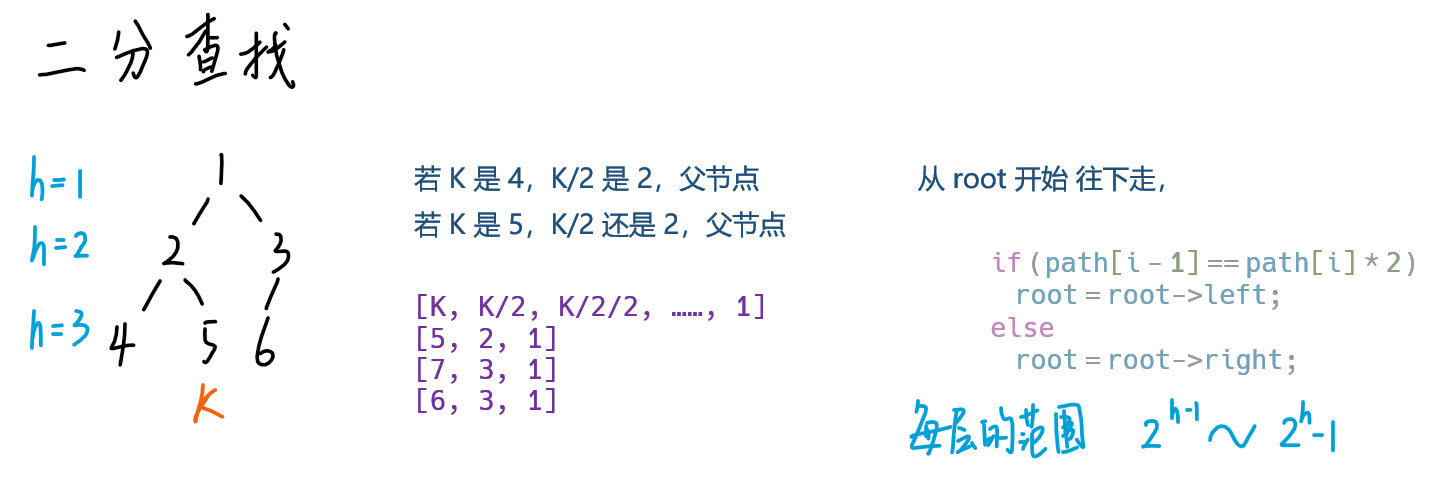 二分查找
h=1
1
h=2
2 3
h=3
4 5 6
K
若 K 是 4，K/2 是 2，父节点
若 K 是 5，K/2 还是 2，父节点
[K, K/2, K/2/2, ……, 1]
[5, 2, 1]
[7, 3, 1]
[6, 3, 1]
从 root 开始 往下走，
if(path[i-1]==path[i]*2)
root=root->left;
else
root=root->right;
每层的范围 2^{h-1} ~ 2^h-1